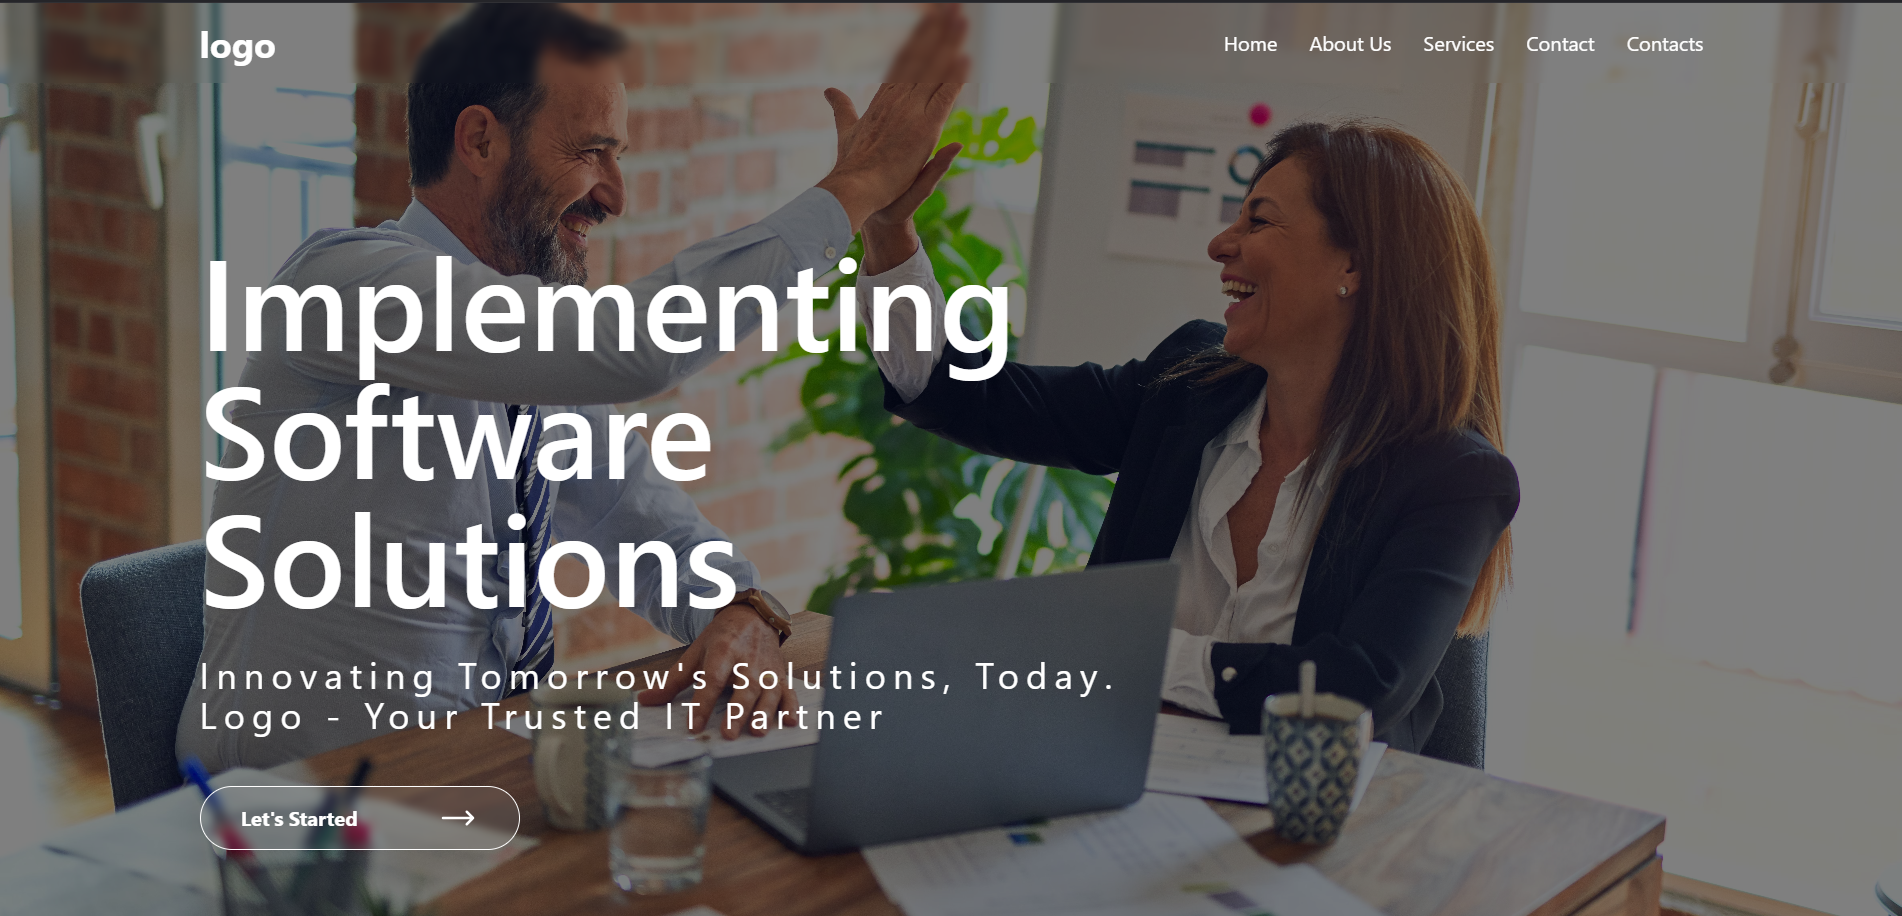 logo
Home About Us Services Contact Contacts
Implementing
Software
Solutions
Innovating Tomorrow's Solutions, Today.
Logo - Your Trusted IT Partner
Let's Started